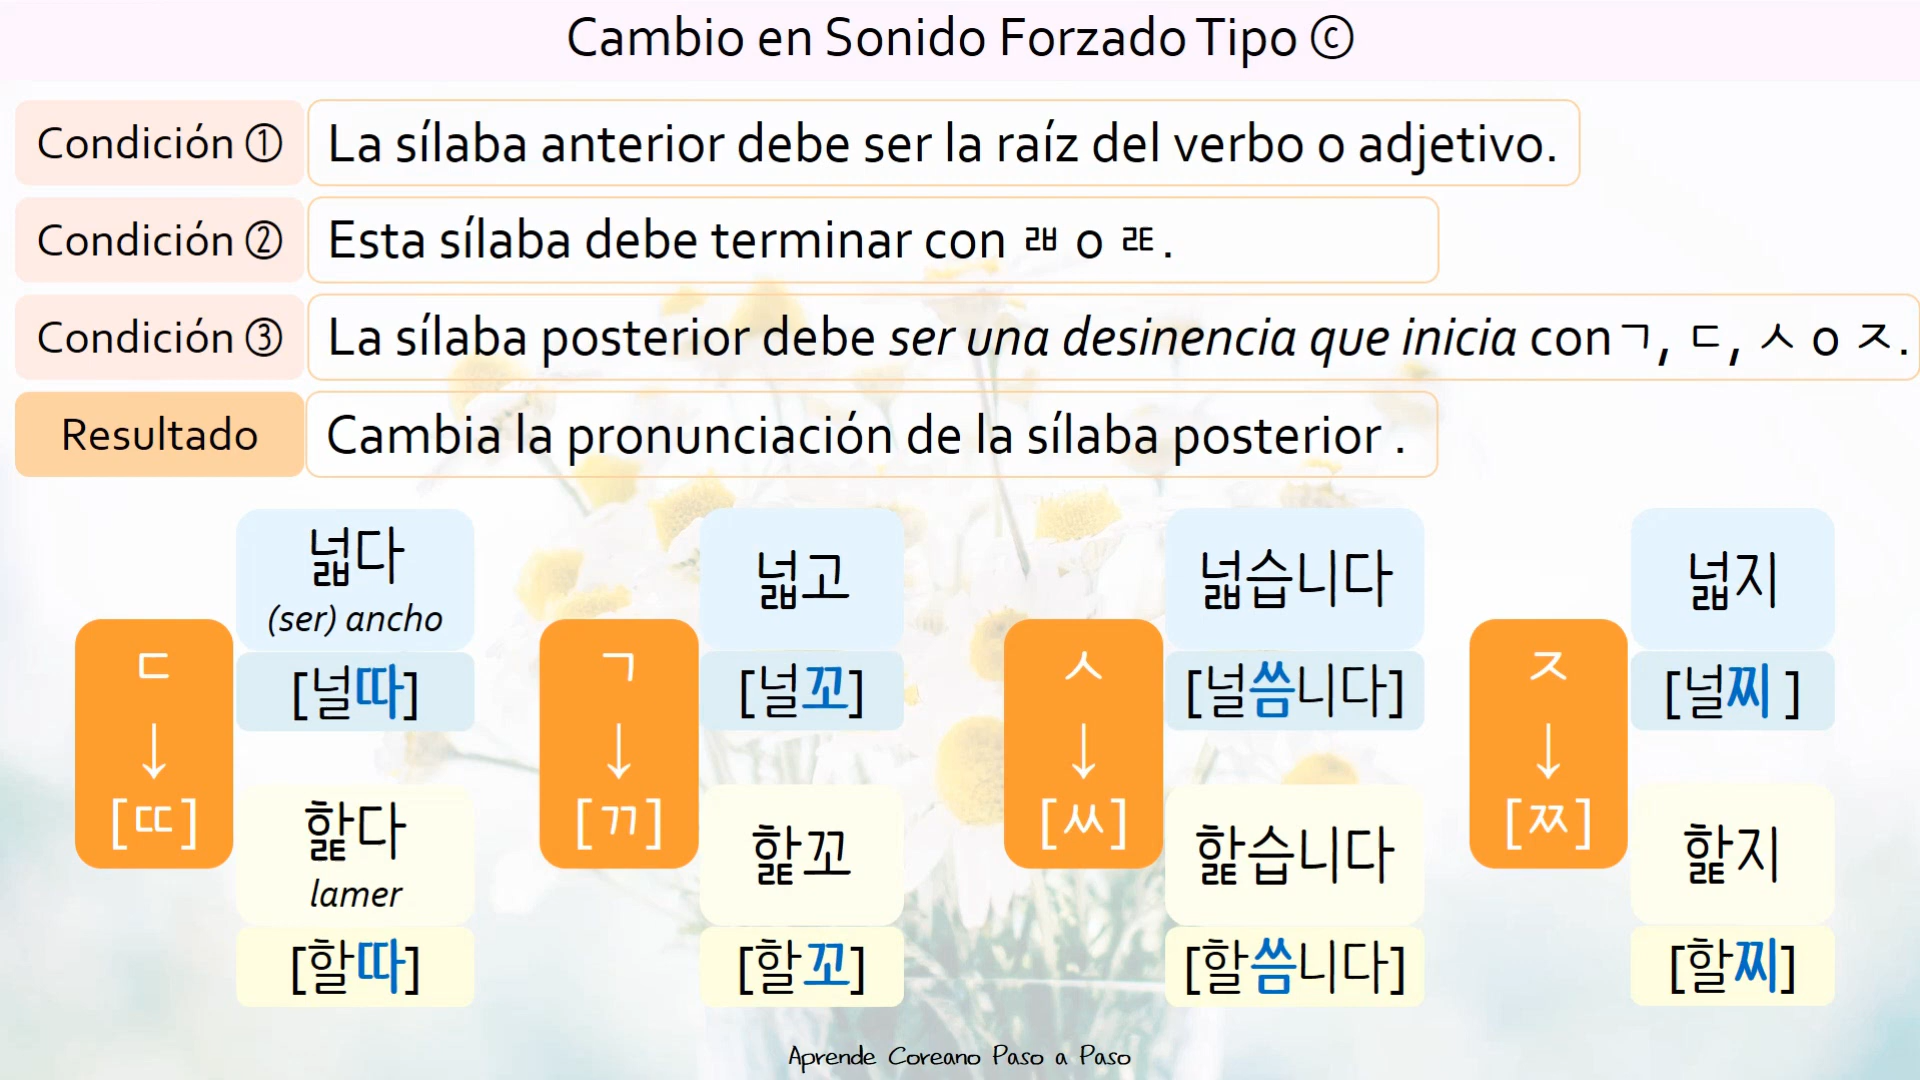 Cambio en Sonido Forzado Tipo ⓒ
Condición ① La sílaba anterior debe ser la raíz del verbo o adjetivo.
Condición ② Esta sílaba debe terminar con ㄼ o ㄾ.
Condición ③ La sílaba posterior debe ser una desinencia que inicia con ㄱ, ㄷ, ㅅ o ㅈ.
Resultado Cambia la pronunciación de la sílaba posterior .
ㄷ
↓
[ㄸ]
넓다
(ser) ancho
[널따]
핥다
lamer
[할따]
ㄱ
↓
[ㄲ]
넓고
[널꼬]
핥꼬
[할꼬]
ㅅ
↓
[ㅆ]
넓습니다
[널씀니다]
핥습니다
[할씀니다]
ㅈ
↓
[ㅉ]
넓지
[널찌 ]
핥지
[할찌]
Aprende Coreano Paso a Paso